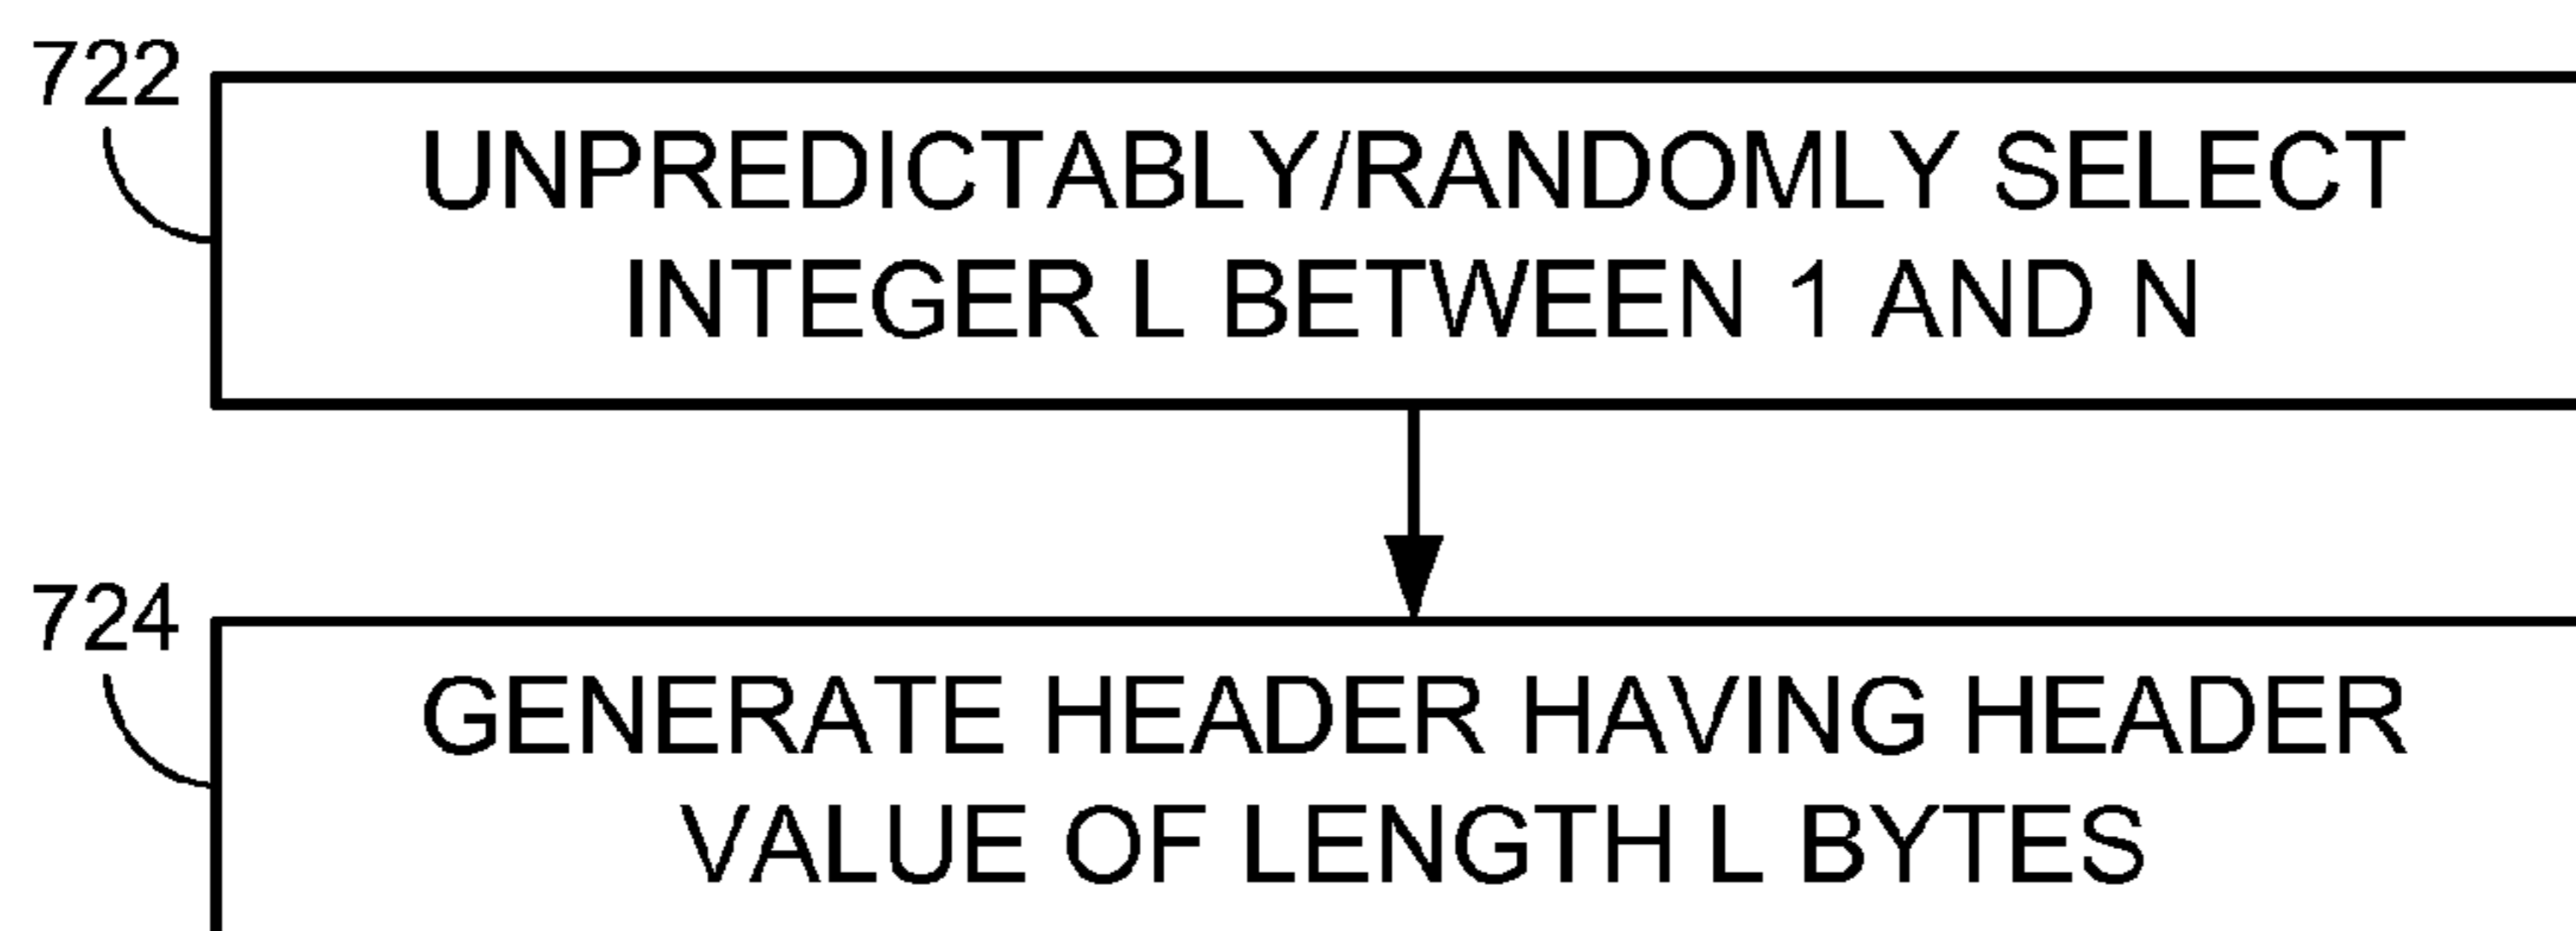 722
UNPREDICTABLY/RANDOMLY SELECT
INTEGER L BETWEEN 1 AND N
724
GENERATE HEADER HAVING HEADER
VALUE OF LENGTH L BYTES